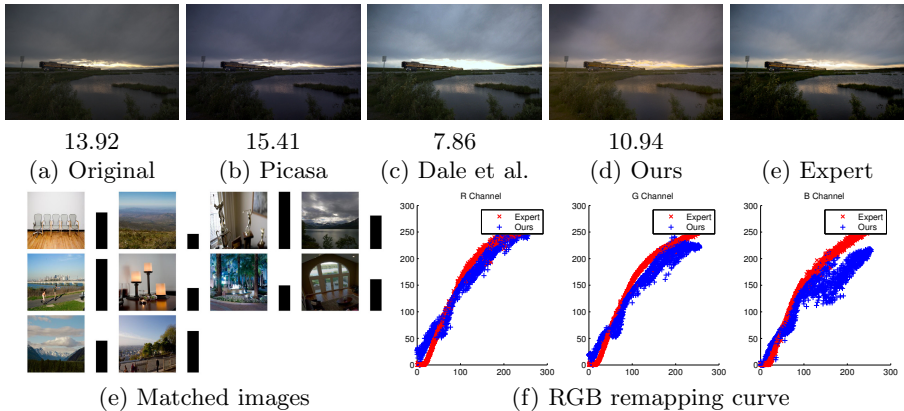 13.92 15.41 7.86 10.94
(a) Original (b) Picasa (c) Dale et al. (d) Ours (e) Expert
R Channel G Channel B Channel
300 300 300
Expert Expert Expert
Ours Ours Ours
250 250 250
200 200 200
150 150 150
100 100 100
50 50 50
0 0 0
0 100 200 300 0 100 200 300 0 100 200 300
(e) Matched images (f) RGB remapping curve